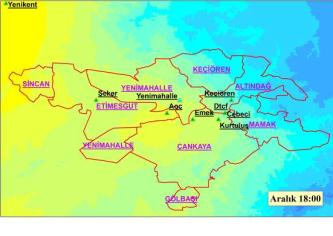 Yenikent
KEÇİÖREN
SİNCAN
YENİMAHALLE
ALTINDAĞ
Şeker
Yenimahalle
Keçiören
ETİMESGUT
Aoç
Dtcf
Cebeci
Emek
Kurtuluş
MAMAK
YENİMAHALLE
ÇANKAYA
GÖLBAŞI
Aralık 18:00